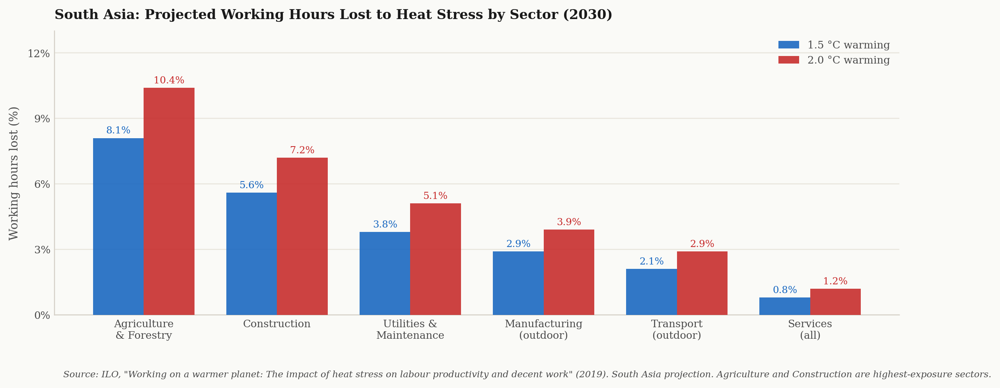 South Asia: Projected Working Hours Lost to Heat Stress by Sector (2030)
1.5 °C warming
2.0 °C warming
Working hours lost (%)
12%
9%
6%
3%
0%
8.1%
10.4%
5.6%
7.2%
3.8%
5.1%
2.9%
3.9%
2.1%
2.9%
0.8%
1.2%
Agriculture
& Forestry
Construction
Utilities &
Maintenance
Manufacturing
(outdoor)
Transport
(outdoor)
Services
(all)
Source: ILO, "Working on a warmer planet: The impact of heat stress on labour productivity and decent work" (2019). South Asia projection. Agriculture and Construction are highest-exposure sectors.